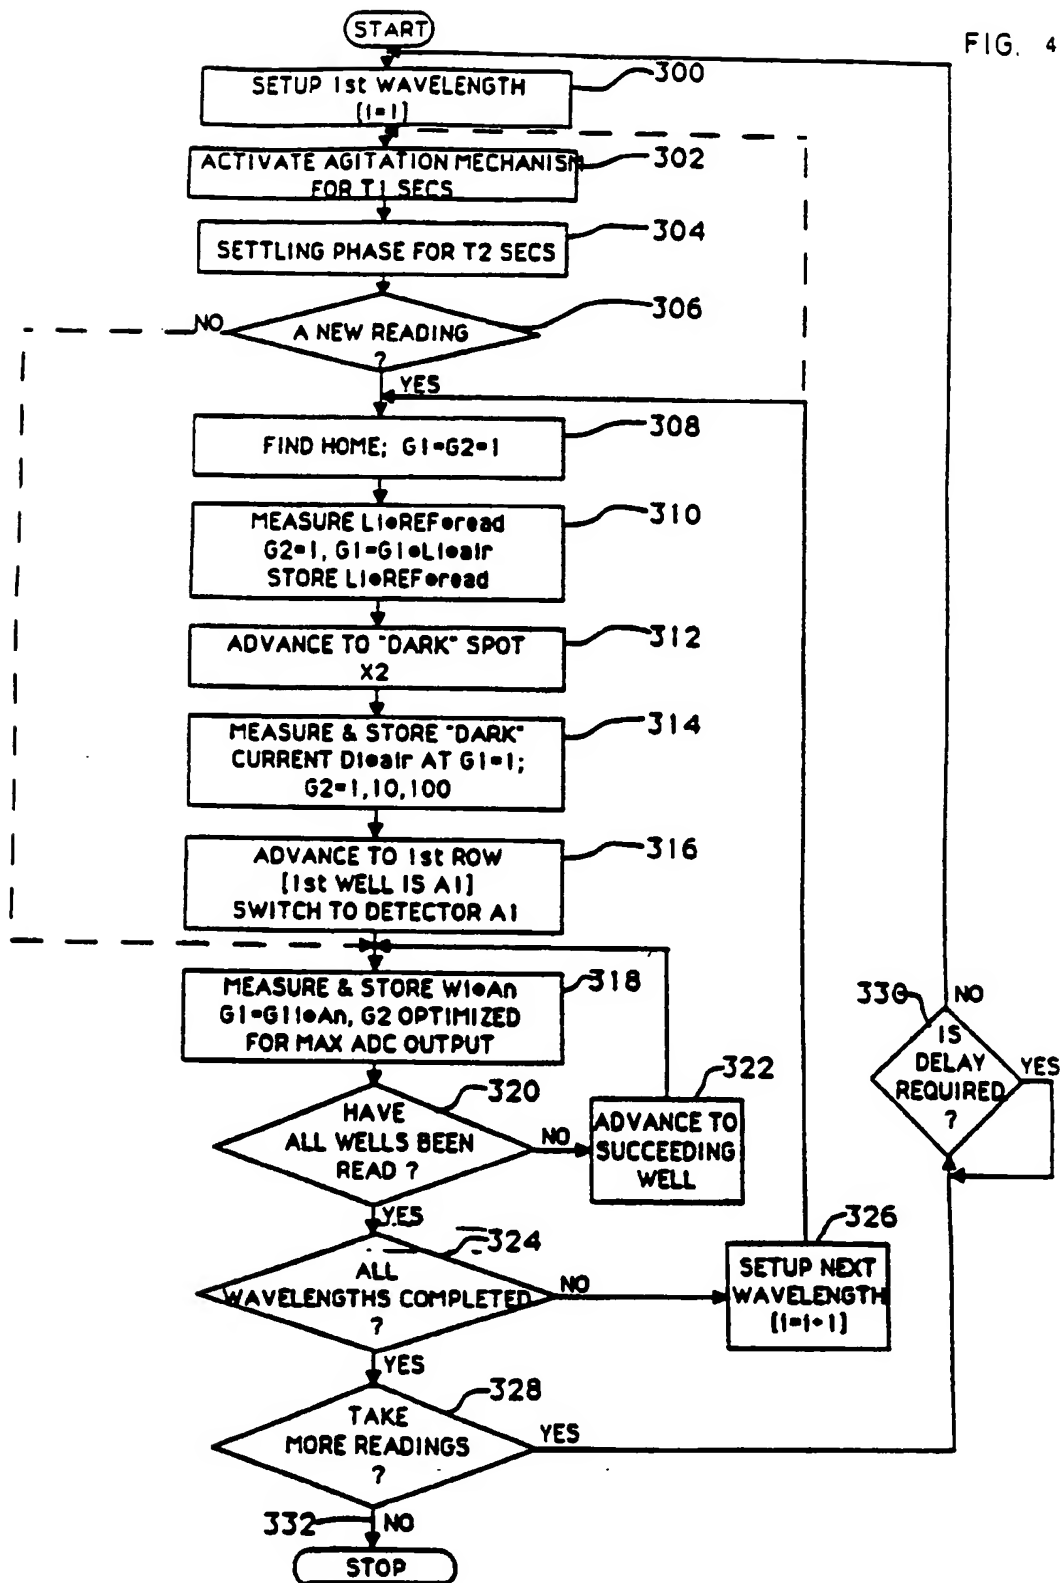 FIG. 4
START
SETUP 1st WAVELENGTH
[i=1]
300
ACTIVATE AGITATION MECHANISM
FOR T1 SECS
302
SETTLING PHASE FOR T2 SECS
304
A NEW READING
?
306
NO
YES
FIND HOME; G1=G2=1
308
MEASURE Li•REF•read
G2=1, G1=G1•Li•air
STORE Li•REF•read
310
ADVANCE TO "DARK" SPOT
X2
312
MEASURE & STORE "DARK"
CURRENT Di•air AT G1=1;
G2=1,10,100
314
ADVANCE TO 1st ROW
[1st WELL IS A1]
SWITCH TO DETECTOR A1
316
MEASURE & STORE Wi•An
G1=G1i•An, G2 OPTIMIZED
FOR MAX ADC OUTPUT
318
HAVE
ALL WELLS BEEN
READ ?
320
NO
YES
ADVANCE TO
SUCCEEDING
WELL
322
ALL
WAVELENGTHS COMPLETED
?
324
NO
YES
SETUP NEXT
WAVELENGTH
[i=i+1]
326
TAKE
MORE READINGS
?
328
YES
NO
IS
DELAY
REQUIRED
?
330
NO
YES
332
STOP